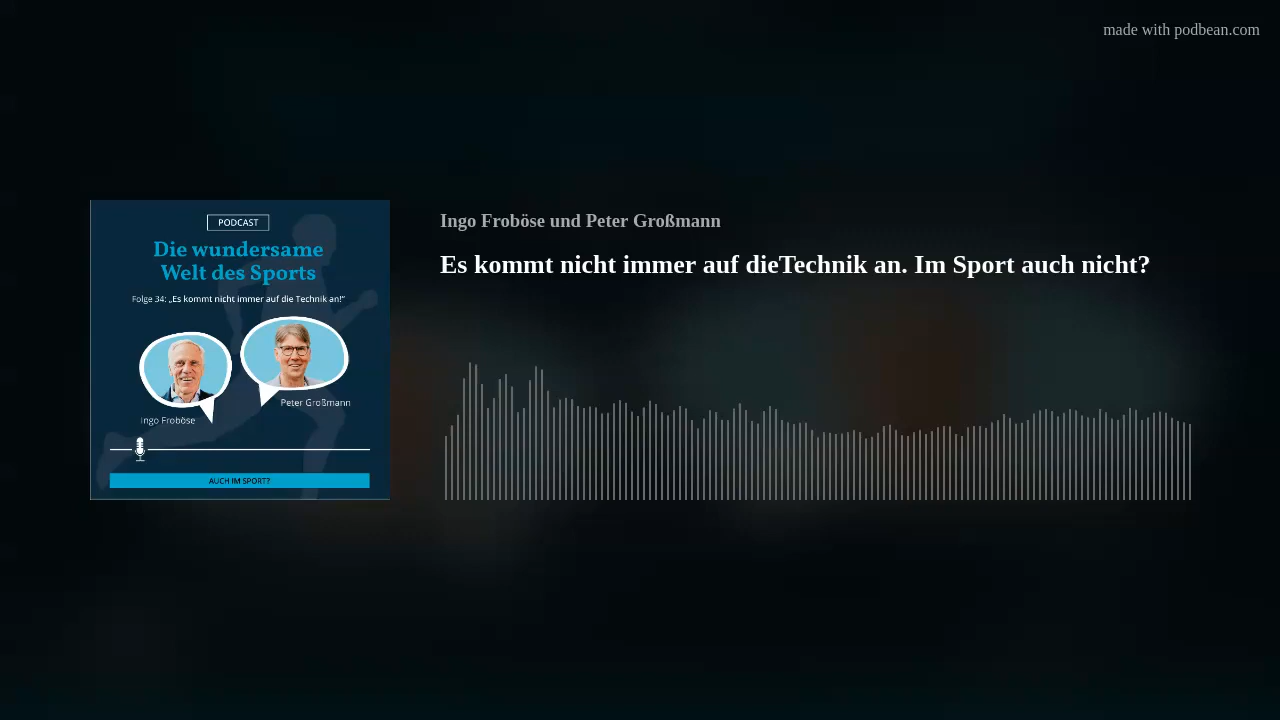 made with podbean.com
PODCAST
Die wundersame
Welt des Sports
Folge 34: „Es kommt nicht immer auf die Technik an!“
Ingo Froböse
Peter Großmann
AUCH IM SPORT?
Ingo Froböse und Peter Großmann
Es kommt nicht immer auf dieTechnik an. Im Sport auch nicht?